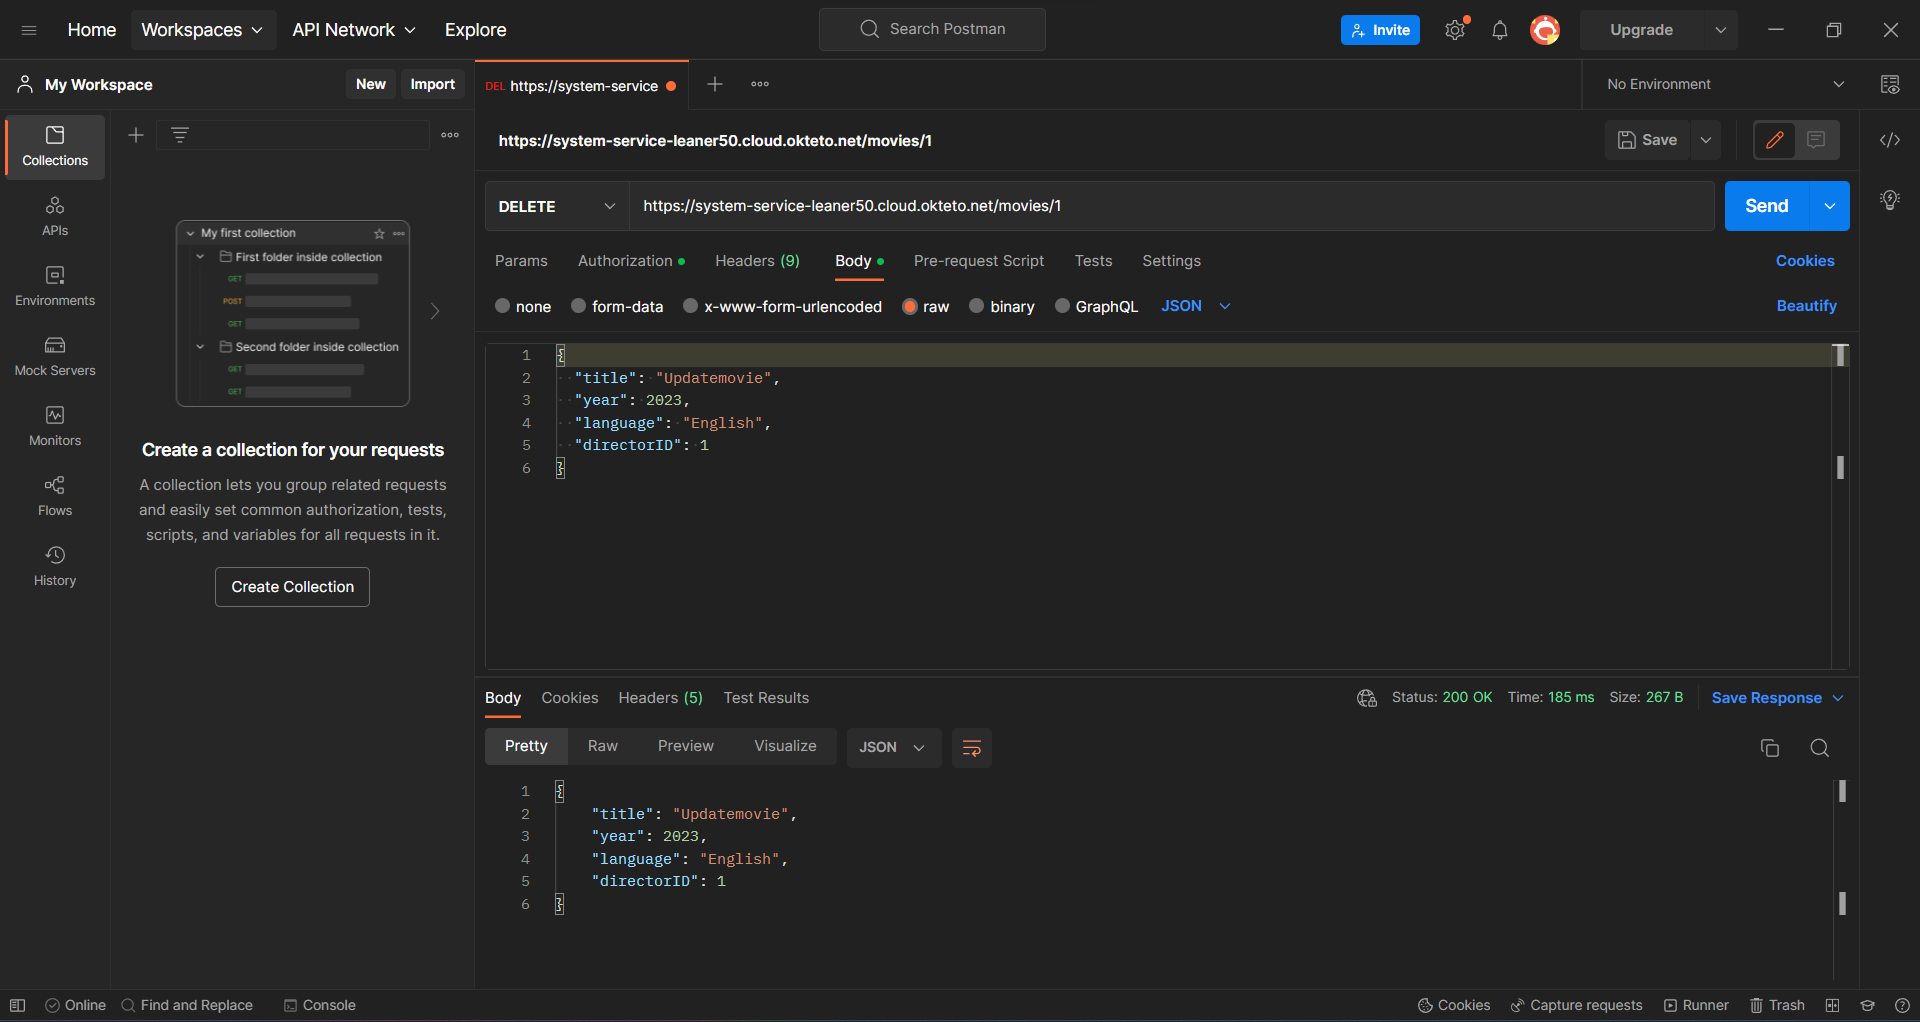 Home Workspaces API Network Explore Search Postman Invite Upgrade
My Workspace New Import DEL https://system-service No Environment
Collections
APIs
Environments
Mock Servers
Monitors
Flows
History
My first collection
First folder inside collection
GET
POST
GET
Second folder inside collection
GET
GET
Create a collection for your requests
A collection lets you group related requests
and easily set common authorization, tests,
scripts, and variables for all requests in it.
Create Collection
https://system-service-leaner50.cloud.okteto.net/movies/1 Save
DELETE https://system-service-leaner50.cloud.okteto.net/movies/1 Send
Params Authorization Headers (9) Body Pre-request Script Tests Settings Cookies
none form-data x-www-form-urlencoded raw binary GraphQL JSON Beautify
1 {
2 "title": "Updatemovie",
3 "year": 2023,
4 "language": "English",
5 "directorID": 1
6 }
Body Cookies Headers (5) Test Results Status: 200 OK Time: 185 ms Size: 267 B Save Response
Pretty Raw Preview Visualize JSON
1 {
2 "title": "Updatemovie",
3 "year": 2023,
4 "language": "English",
5 "directorID": 1
6 }
Online Find and Replace Console Cookies Capture requests Runner Trash